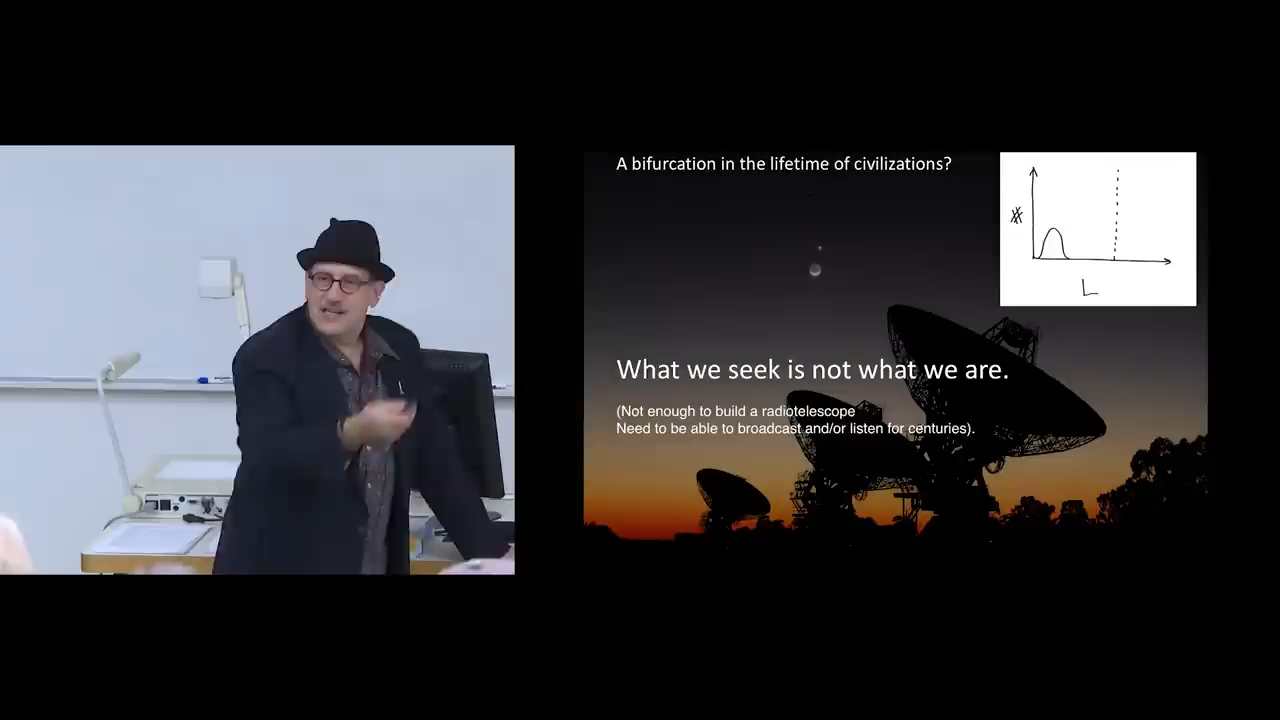 A bifurcation in the lifetime of civilizations?
#
L
What we seek is not what we are.
(Not enough to build a radiotelescope
Need to be able to broadcast and/or listen for centuries).